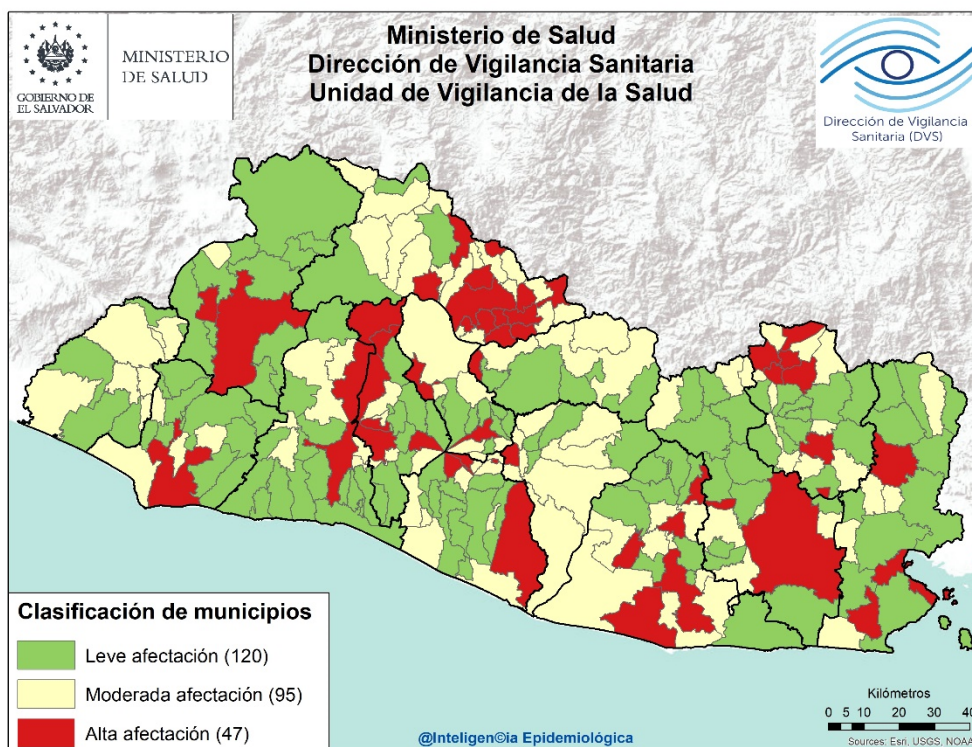 GOBIERNO DE
EL SALVADOR
MINISTERIO
DE SALUD
Ministerio de Salud
Dirección de Vigilancia Sanitaria
Unidad de Vigilancia de la Salud
Dirección de Vigilancia
Sanitaria (DVS)
Clasificación de municipios
Leve afectación (120)
Moderada afectación (95)
Alta afectación (47)
@Inteligen©ia Epidemiológica
Kilómetros
0 5 10 20 30 40
Sources: Esri, USGS, NOAA